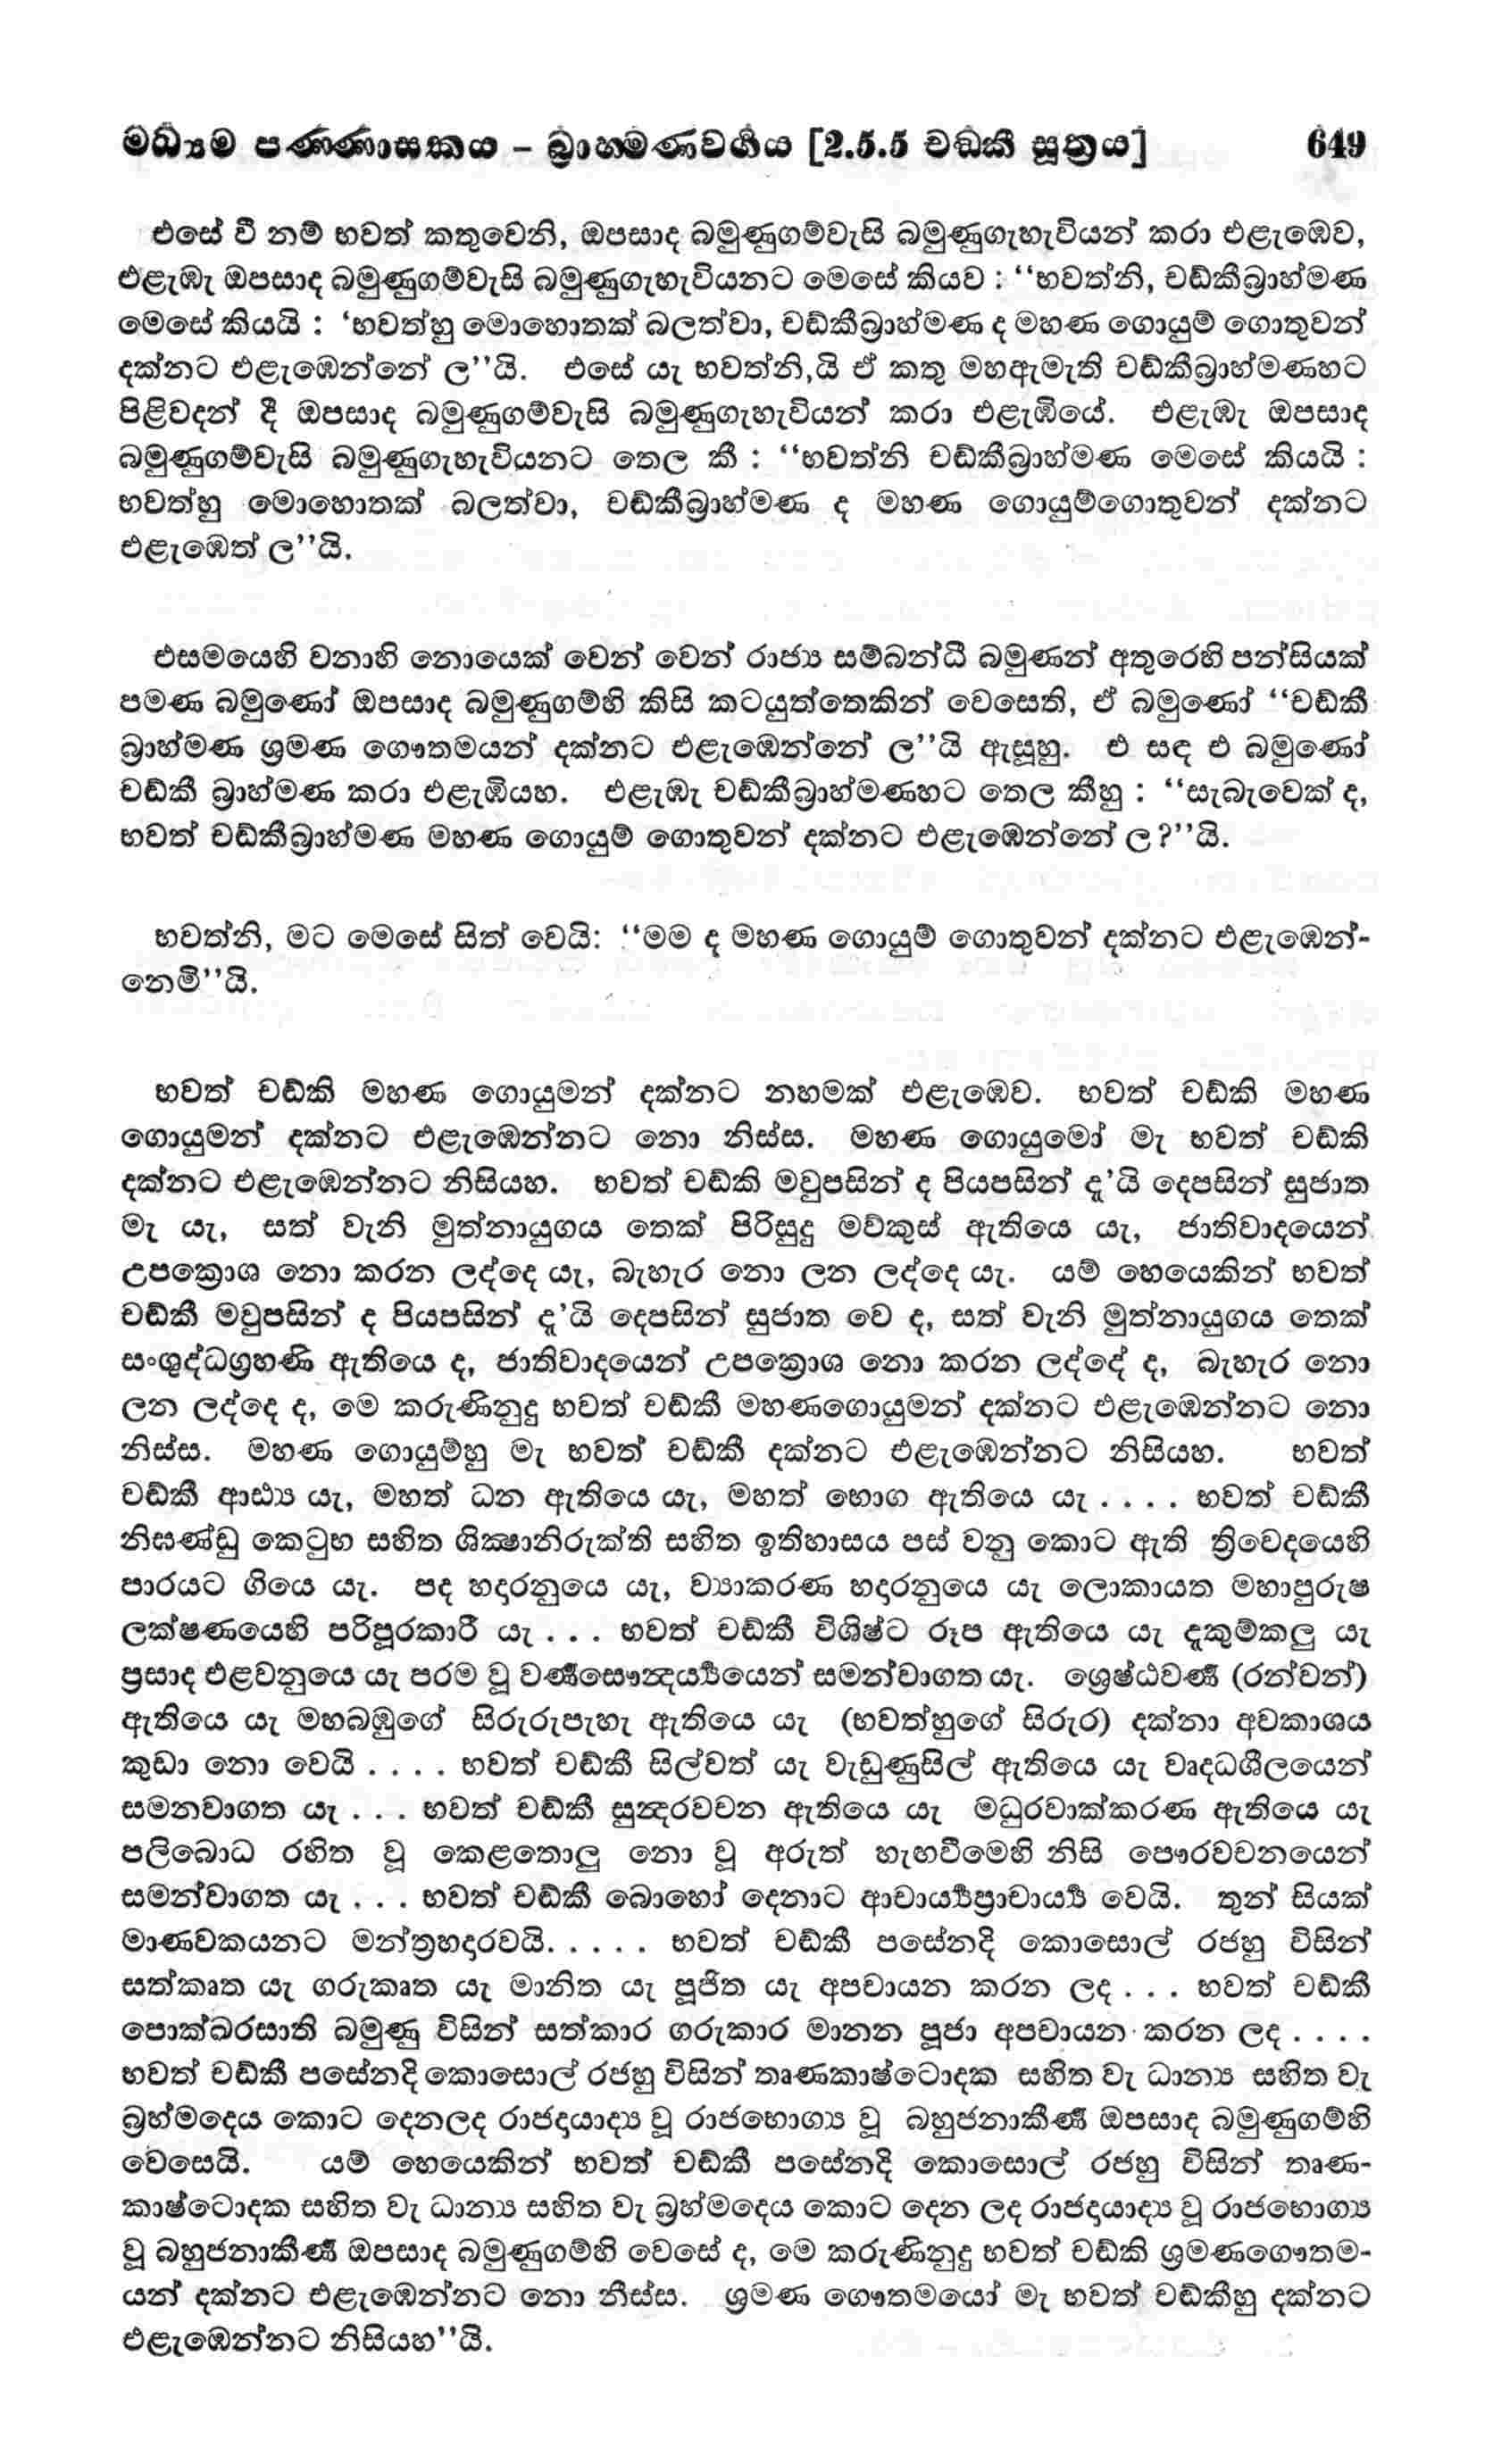 මධ්‍යම පණ්ණාසකය – බ්‍රාහ්මණවර්‍ගය [2.5.5 චඞ්කී සූත්‍රය] 649
එසේ වී නම් භවත් කතුවෙනි, ඔපසාද බමුණුගම්වැසි බමුණුගැහැවියන් කරා එළැඹෙව,
එළැඹැ ඔපසාද බමුණුගම්වැසි බමුණුගැහැවියනට මෙසේ කියව : ‘‘භවත්නි, චඞ්කීබ්‍රාහ්මණ
මෙසේ කියයි : ‘භවත්හු මොහොතක් බලත්වා, චඞ්කීබ්‍රාහ්මණ ද මහණ ගොයුම් ගොතුවන්
දක්නට එළැඹෙන්නේ ල’’යි. එසේ යැ භවත්නි,යි ඒ කතු මහඇමැති චඞ්කීබ්‍රාහ්මණහට
පිළිවදන් දී ඔපසාද බමුණුගම්වැසි බමුණුගැහැවියන් කරා එළැඹියේ. එළැඹැ ඔපසාද
බමුණුගම්වැසි බමුණුගැහැවියනට තෙල කී : ‘‘භවත්නි චඞ්කීබ්‍රාහ්මණ මෙසේ කියයි :
භවත්හු මොහොතක් බලත්වා, චඞ්කීබ්‍රාහ්මණ ද මහණ ගොයුම්ගොතුවන් දක්නට
එළැඹෙත් ල’’යි.
එසමයෙහි වනාහි නොයෙක් වෙන් වෙන් රාජ්‍ය සම්බන්ධී බමුණන් අතුරෙහි පන්සියක්
පමණ බමුණෝ ඔපසාද බමුණුගම්හි කිසි කටයුත්තෙකින් වෙසෙති, ඒ බමුණෝ ‘‘චඞ්කී
බ්‍රාහ්මණ ශ්‍රමණ ගෞතමයන් දක්නට එළැඹෙන්නේ ල’’යි ඇසූහු. එ සඳ එ බමුණෝ
චඞ්කී බ්‍රාහ්මණ කරා එළැඹියහ. එළැඹැ චඞ්කීබ්‍රාහ්මණහට තෙල කීහු : ‘‘සැබැවෙක් ද,
භවත් චඞ්කීබ්‍රාහ්මණ මහණ ගොයුම් ගොතුවන් දක්නට එළැඹෙන්නේ ල?’’යි.
භවත්නි, මට මෙසේ සිත් වෙයි: ‘‘මම ද මහණ ගොයුම් ගොතුවන් දක්නට එළැඹෙන්-
නෙමි’’යි.
භවත් චඞ්කි මහණ ගොයුමන් දක්නට නහමක් එළැඹෙව. භවත් චඞ්කි මහණ
ගොයුමන් දක්නට එළැඹෙන්නට නො නිස්ස. මහණ ගොයුමෝ මැ භවත් චඞ්කි
දක්නට එළැඹෙන්නට නිසියහ. භවත් චඞ්කි මවුපසින් ද පියපසින් දැ’යි දෙපසින් සුජාත
මැ යැ, සත් වැනි මුත්නායුගය තෙක් පිරිසුදු මව්කුස් ඇතියෙ යැ, ජාතිවාදයෙන්
උපක්‍රොශ නො කරන ලද්දෙ යැ, බැහැර නො ලන ලද්දෙ යැ. යම් හෙයෙකින් භවත්
චඞ්කී මවුපසින් ද පියපසින් දැ’යි දෙපසින් සුජාත වෙ ද, සත් වැනි මුත්නායුගය තෙක්
සංශුද්ධග්‍රහණි ඇතියෙ ද, ජාතිවාදයෙන් උපක්‍රොශ නො කරන ලද්දේ ද, බැහැර නො
ලන ලද්දෙ ද, මෙ කරුණිනුදු භවත් චඞ්කී මහණගොයුමන් දක්නට එළැඹෙන්නට නො
නිස්ස. මහණ ගොයුම්හු මැ භවත් චඞ්කී දක්නට එළැඹෙන්නට නිසියහ. භවත්
චඞ්කී ආඪ්‍ය යැ, මහත් ධන ඇතියෙ යැ, මහත් භොග ඇතියෙ යැ . . . . භවත් චඞ්කී
නිඝණ්ඩු කෙටුභ සහිත ශික්‍ෂානිරුක්ති සහිත ඉතිහාසය පස් වනු කොට ඇති ත්‍රිවෙදයෙහි
පාරයට ගියෙ යැ. පද හදාරනුයෙ යැ, ව්‍යාකරණ හදාරනුයෙ යැ ලොකායත මහාපුරුෂ
ලක්ෂණයෙහි පරිපූරකාරී යැ . . . භවත් චඞ්කී විශිෂ්ට රූප ඇතියෙ යැ දැකුම්කලු යැ
ප්‍රසාද එළවනුයෙ යැ පරම වූ වර්‍ණසෞන්‍දර්‍ය්‍යයෙන් සමන්වාගත යැ. ශ්‍රෙෂ්ඨවර්‍ණ (රන්වන්)
ඇතියෙ යැ මහබඹුගේ සිරුරුපැහැ ඇතියෙ යැ (භවත්හුගේ සිරුර) දක්නා අවකාශය
කුඩා නො වෙයි . . . . භවත් චඞ්කී සිල්වත් යැ වැඩුණුසිල් ඇතියෙ යැ වෘද්ධශීලයෙන්
සමන්වාගත යැ . . . භවත් චඞ්කී සුන්‍දරවචන ඇතියෙ යැ මධුරවාක්කරණ ඇතියෙ යැ
පලිබොධ රහිත වූ කෙළතොලු නො වූ අරුත් හැඟවීමෙහි නිසි පෞරවචනයෙන්
සමන්වාගත යැ . . . භවත් චඞ්කී බොහෝ දෙනාට ආචාර්‍ය්‍යප්‍රාචාර්‍ය්‍ය වෙයි. තුන් සියක්
මාණවකයනට මන්ත්‍රහදාරවයි. . . . . භවත් චඞ්කී පසේනදි කොසොල් රජහු විසින්
සත්කෘත යැ ගරුකෘත යැ මානිත යැ පූජිත යැ අපචායන කරන ලද . . . භවත් චඞ්කී
පොක්ඛරසාති බමුණු විසින් සත්කාර ගරුකාර මානන පූජා අපචායන කරන ලද . . . .
භවත් චඞ්කී පසේනදි කොසොල් රජහු විසින් තෘණකාෂ්ටොදක සහිත වැ ධාන්‍ය සහිත වැ
බ්‍රහ්මදෙය කොට දෙනලද රාජදායාද්‍ය වූ රාජභොග්‍ය වූ බහුජනාකීර්‍ණ ඔපසාද බමුණුගම්හි
වෙසෙයි. යම් හෙයෙකින් භවත් චඞ්කී පසේනදි කොසොල් රජහු විසින් තෘණ-
කාෂ්ටොදක සහිත වැ ධාන්‍ය සහිත වැ බ්‍රහ්මදෙය කොට දෙන ලද රාජදායාද්‍ය වූ රාජභොග්‍ය
වූ බහුජනාකීර්‍ණ ඔපසාද බමුණුගම්හි වෙසේ ද, මෙ කරුණිනුදු භවත් චඞ්කි ශ්‍රමණගෞතම-
යන් දක්නට එළැඹෙන්නට නො නිස්ස. ශ්‍රමණ ගෞතමයෝ මැ භවත් චඞ්කීහු දක්නට
එළැඹෙන්නට නිසියහ’’යි.